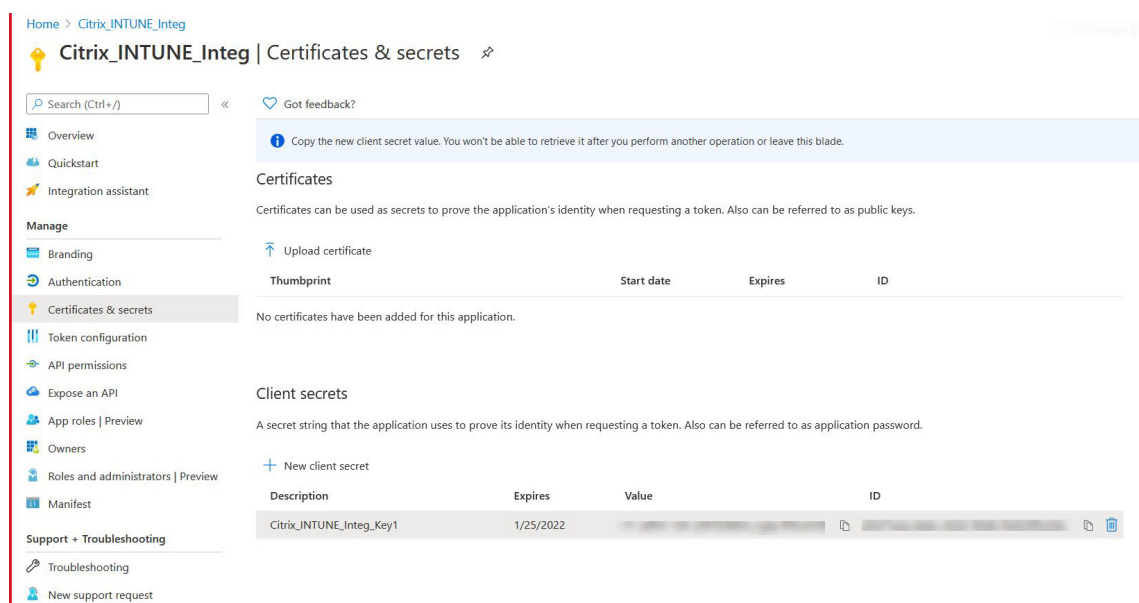 Home > Citrix_INTUNE_Integ
Citrix_INTUNE_Integ | Certificates & secrets
Search (Ctrl+/)
«
Got feedback?
Overview
Quickstart
Integration assistant
Manage
Branding
Authentication
Certificates & secrets
Token configuration
API permissions
Expose an API
App roles | Preview
Owners
Roles and administrators | Preview
Manifest
Support + Troubleshooting
Troubleshooting
New support request
Copy the new client secret value. You won't be able to retrieve it after you perform another operation or leave this blade.
Certificates
Certificates can be used as secrets to prove the application's identity when requesting a token. Also can be referred to as public keys.
Upload certificate
Thumbprint Start date Expires ID
No certificates have been added for this application.
Client secrets
A secret string that the application uses to prove its identity when requesting a token. Also can be referred to as application password.
New client secret
Description Expires Value ID
Citrix_INTUNE_Integ_Key1 1/25/2022